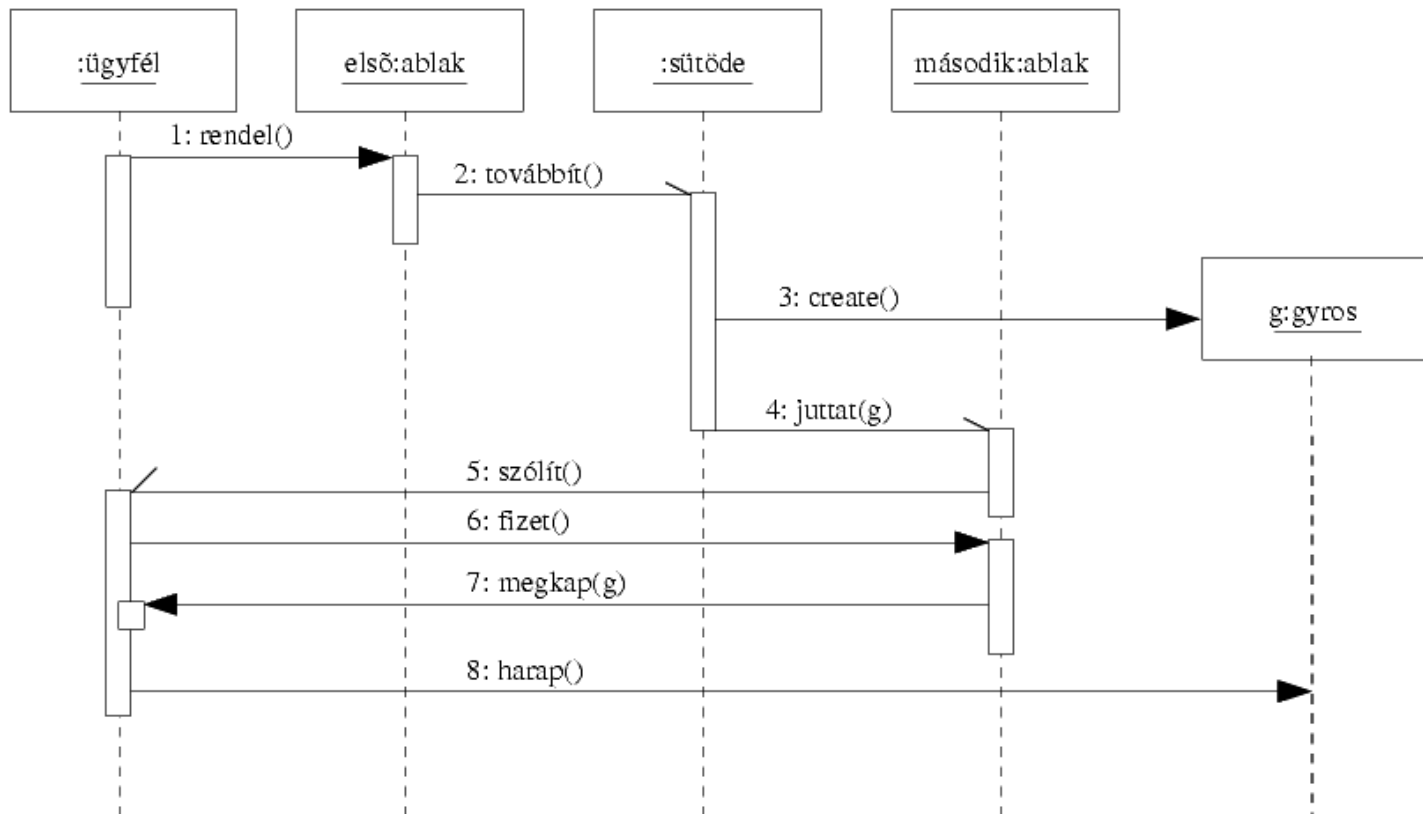 :ügyfél
elsõ:ablak
:sütöde
második:ablak
1: rendel()
2: továbbít()
3: create()
g:gyros
4: juttat(g)
5: szólít()
6: fizet()
7: megkap(g)
8: harap()